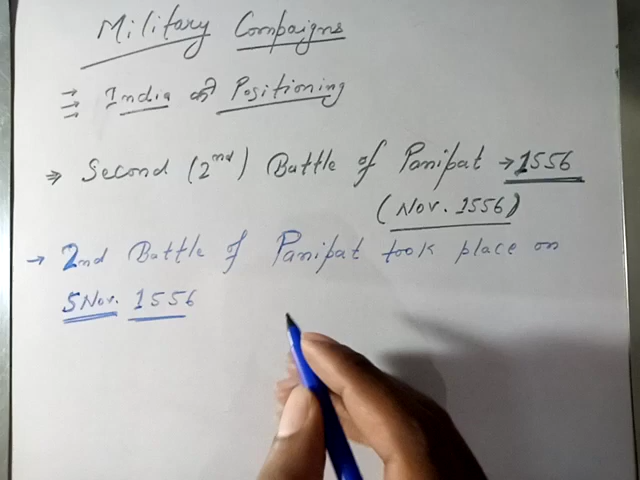 Military Compaigns
→ India की Positioning
⇒ Second (2nd) Battle of Panipat → 1556
(Nov. 1556)
→ 2nd Battle of Panipat took place on
5 Nov. 1556